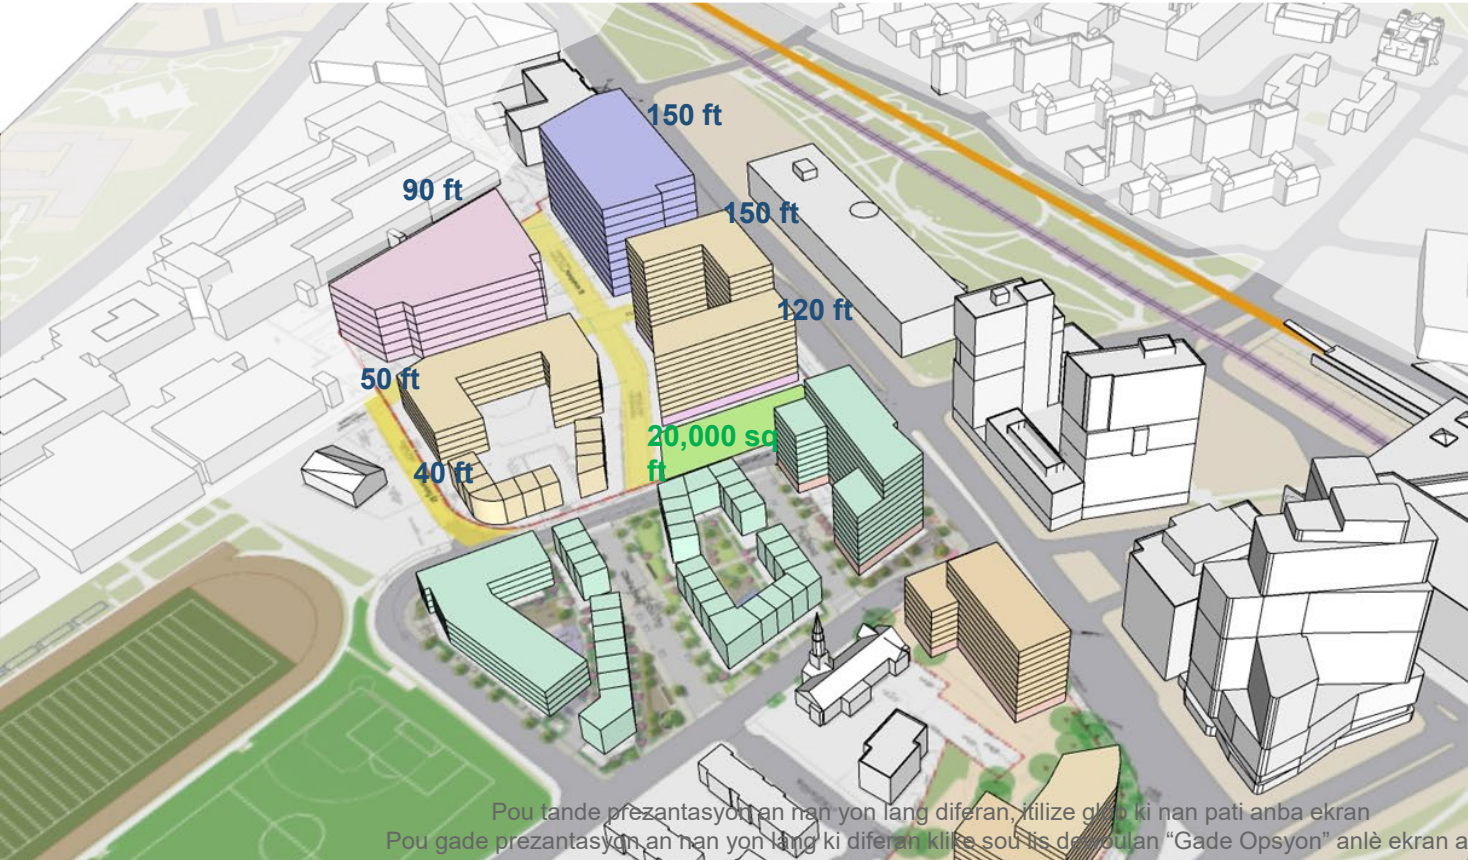 150 ft
90 ft
150 ft
120 ft
50 ft
20,000 sq
ft
40 ft
Pou tande prezantasyon an nan yon lang diferan, itilize glòb ki nan pati anba ekran
Pou gade prezantasyon an nan yon lang ki diferan klike sou lis dewoulan “Gade Opsyon” anlè ekran a